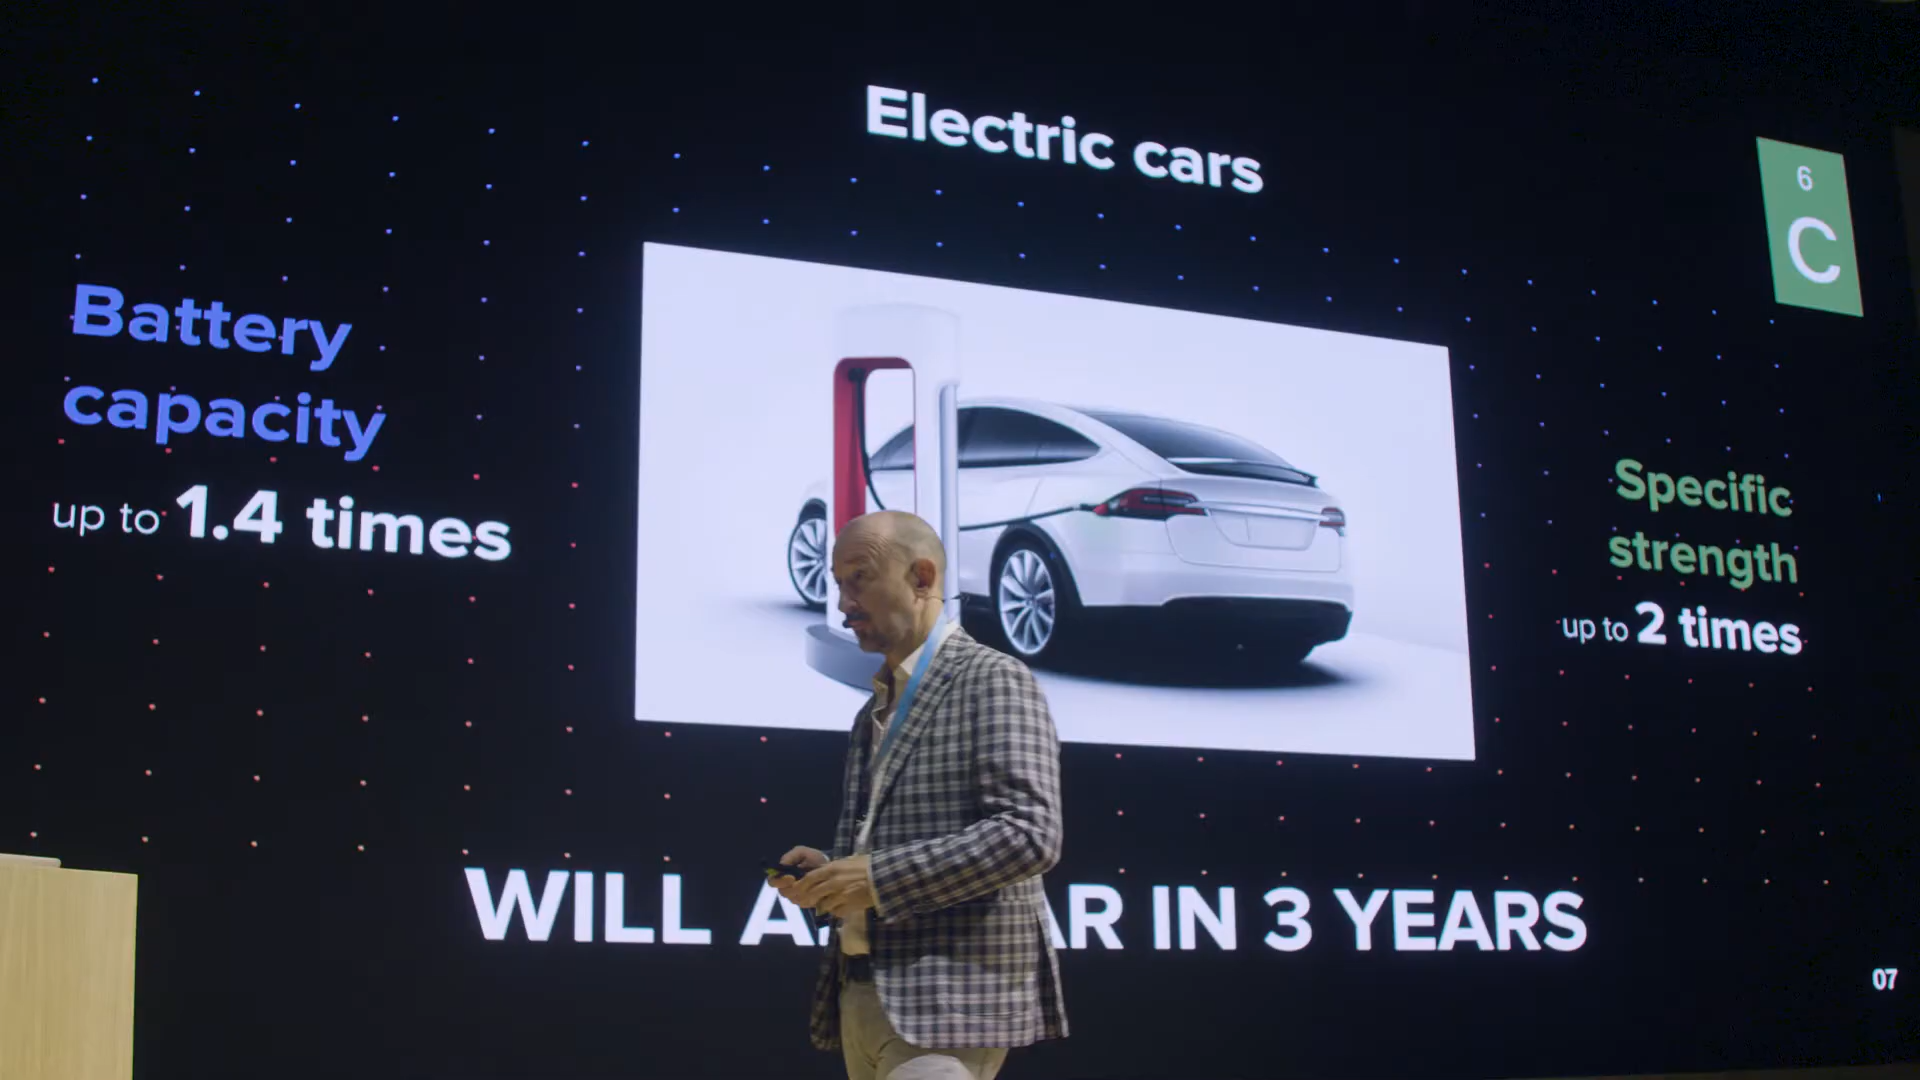 Electric cars
6
C
Battery
capacity
up to 1.4 times
Specific
strength
up to 2 times
WILL A AR IN 3 YEARS
07